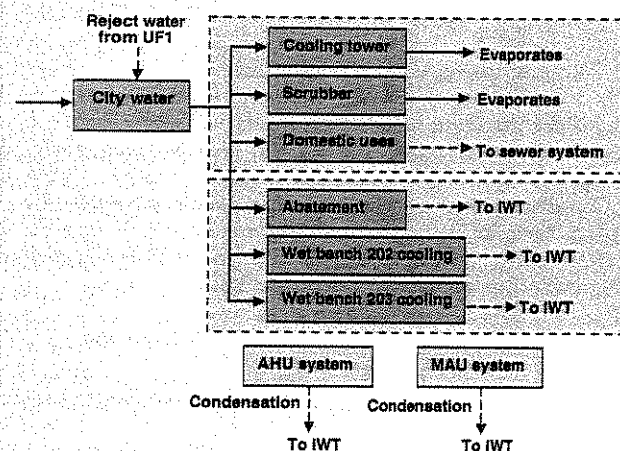 Reject water
from UF1
City water
Cooling tower
Evaporates
Scrubber
Evaporates
Domestic uses
To sewer system
Abatement
To IWT
Wet bench 202 cooling
To IWT
Wet bench 203 cooling
To IWT
AHU system
MAU system
Condensation
Condensation
To IWT
To IWT